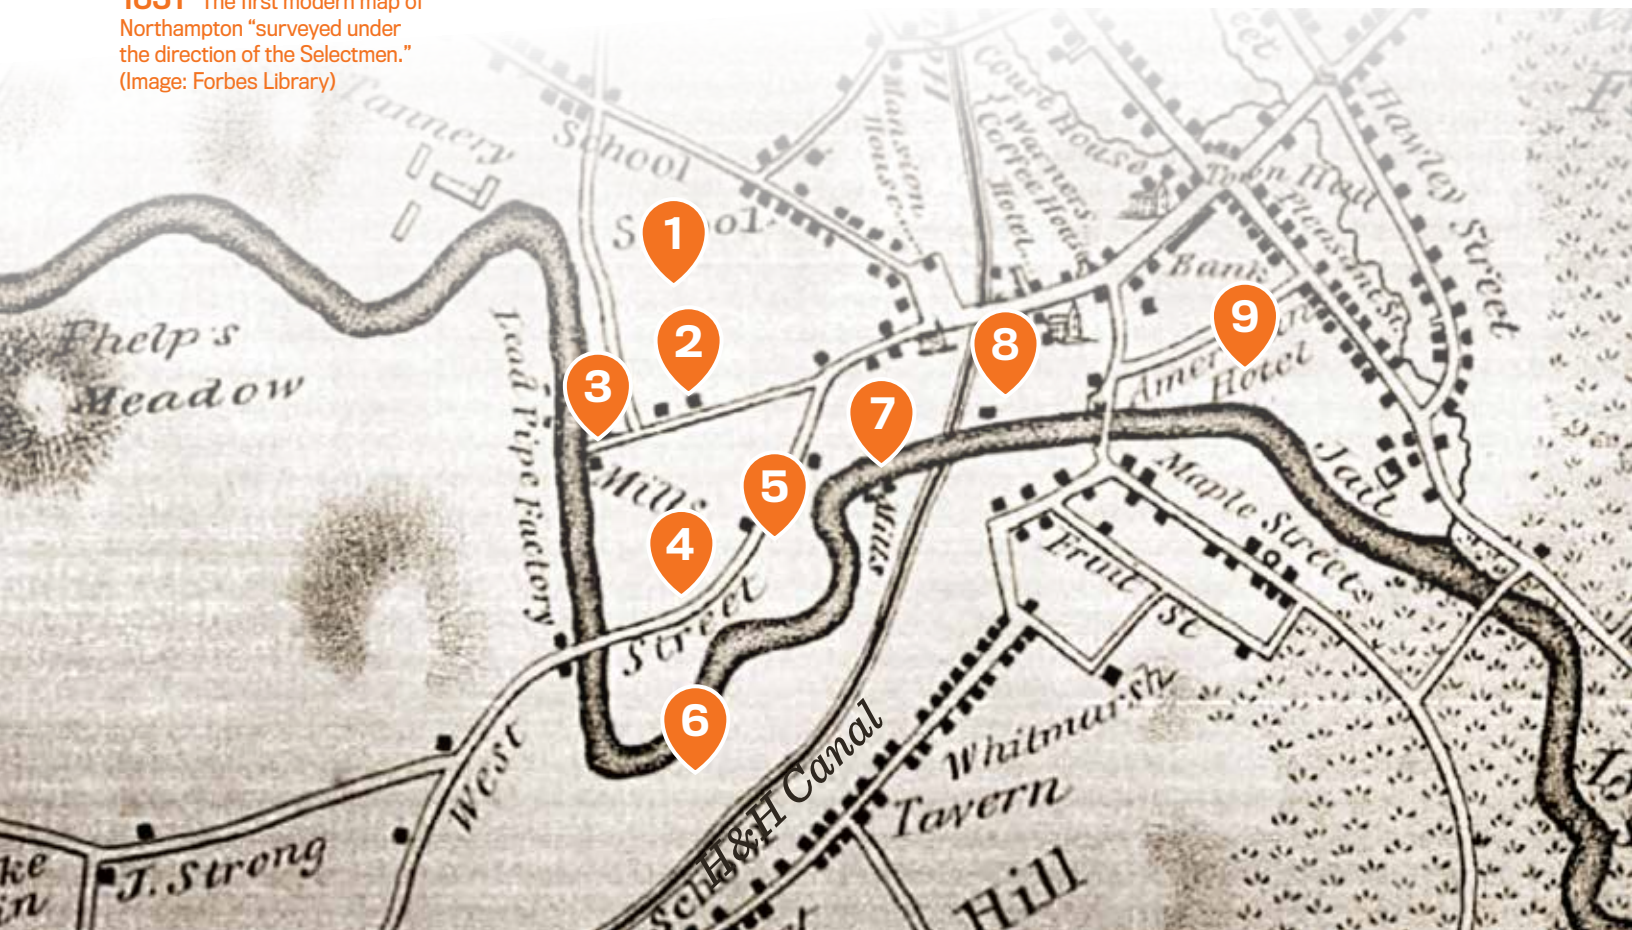 1831 The first modern map of
Northampton “surveyed under
the direction of the Selectmen.”
(Image: Forbes Library)
Tannery
School
School
Mansion
House
Court House
Warners
Coffee House
Hotel
Town Hall
Hawley
Street
Pleasant
Bank
1
2
3
4
5
6
7
8
9
Phelp's
Meadow
Lead Pipe Factory
Mills
Mills
Hotel
Jail
Maple Street
Fruit St
West
Street
H&H Canal
Whitmarsh
Tavern
J. Strong
Hill